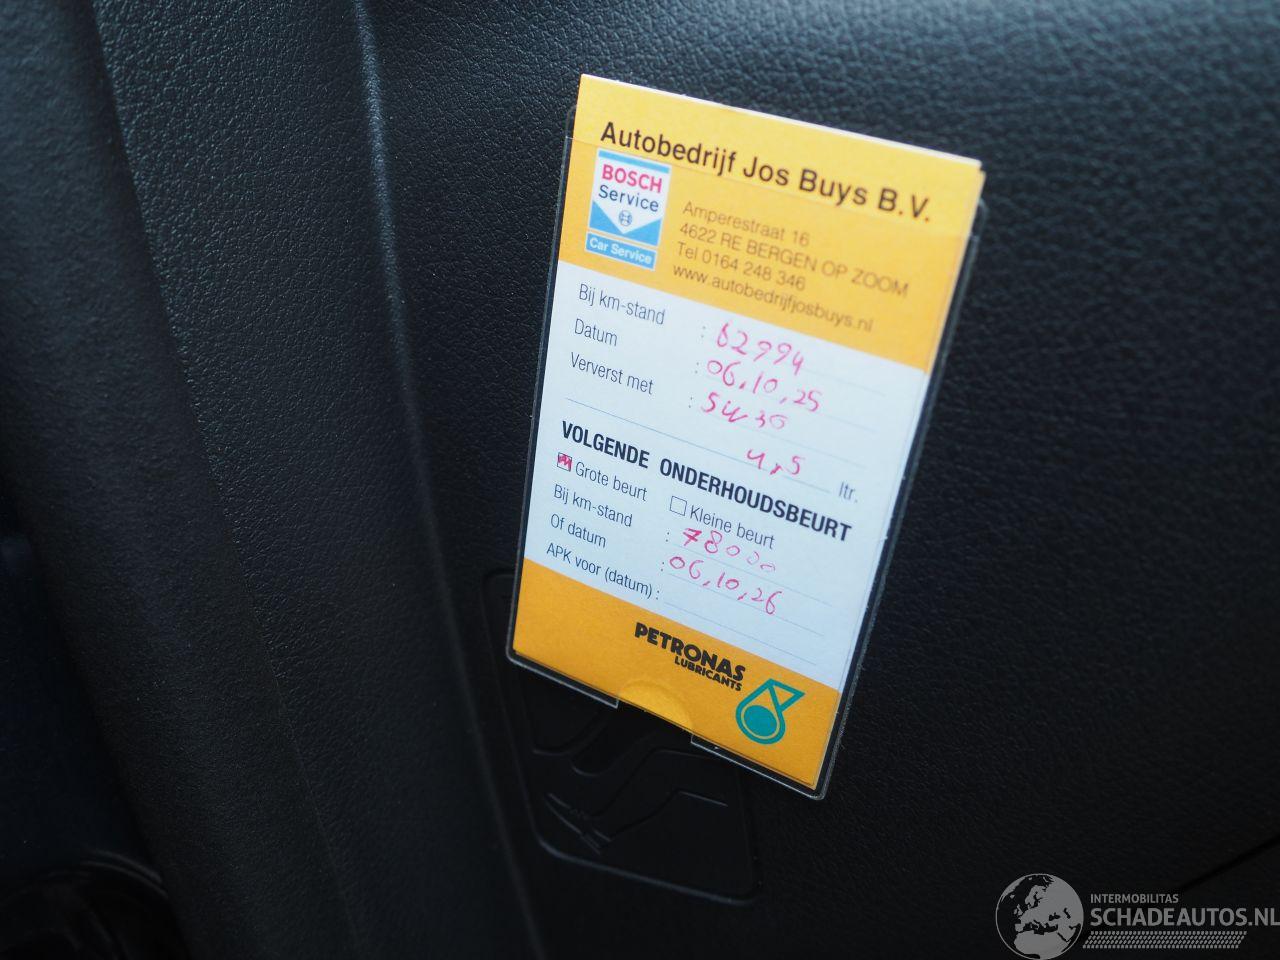 Autobedrijf Jos Buys B.V.
BOSCH
Service
Car Service
Amperestraat 16
4622 RE BERGEN OP ZOOM
Tel 0164 248 346
www.autobedrijfjosbuys.nl
Bij km-stand : 62994
Datum : 06,10,25
Ververst met : 5W30
4,5 ltr.
VOLGENDE ONDERHOUDSBEURT
Grote beurt Kleine beurt
Bij km-stand : 78000
Of datum : 06,10,26
APK voor (datum) :
PETRONAS
LUBRICANTS
INTERMOBILITAS
SCHADEAUTOS.NL